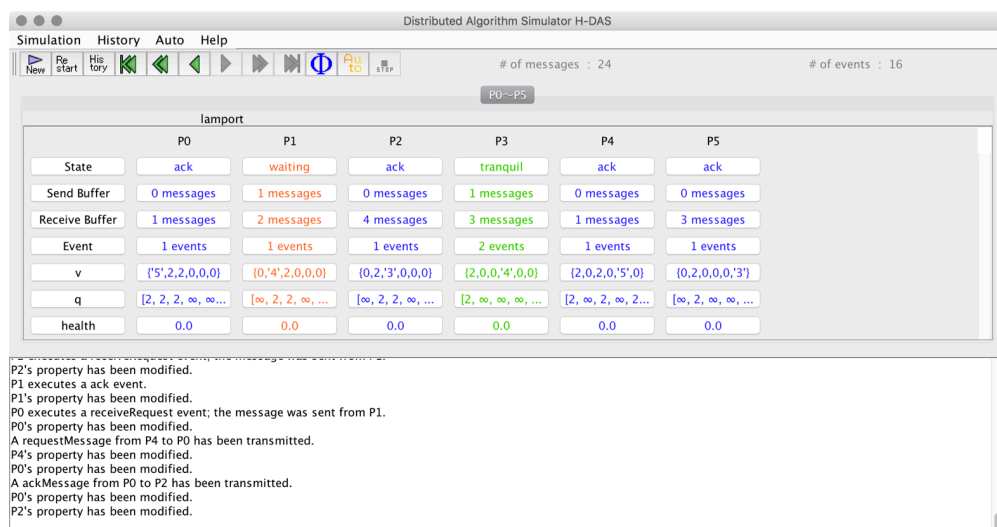 Distributed Algorithm Simulator H-DAS
Simulation History Auto Help
New Re start His tory Φ Au to STOP # of messages : 24 # of events : 16
P0~P5
lamport
P0 P1 P2 P3 P4 P5
State ack waiting ack tranquil ack ack
Send Buffer 0 messages 1 messages 0 messages 1 messages 0 messages 0 messages
Receive Buffer 1 messages 2 messages 4 messages 3 messages 1 messages 3 messages
Event 1 events 1 events 1 events 2 events 1 events 1 events
v {'5',2,2,0,0,0} {0,'4',2,0,0,0} {0,2,'3',0,0,0} {2,0,0,'4',0,0} {2,0,2,0,'5',0} {0,2,0,0,0,'3'}
q [2, 2, 2, ∞, ∞... [∞, 2, 2, ∞, ... [∞, 2, 2, ∞, ... [2, ∞, ∞, ∞, ... [2, ∞, 2, ∞, 2... [∞, 2, ∞, ∞, ...
health 0.0 0.0 0.0 0.0 0.0 0.0
P2's property has been modified.
P1 executes a ack event.
P1's property has been modified.
P0 executes a receiveRequest event; the message was sent from P1.
P0's property has been modified.
A requestMessage from P4 to P0 has been transmitted.
P4's property has been modified.
P0's property has been modified.
A ackMessage from P0 to P2 has been transmitted.
P0's property has been modified.
P2's property has been modified.